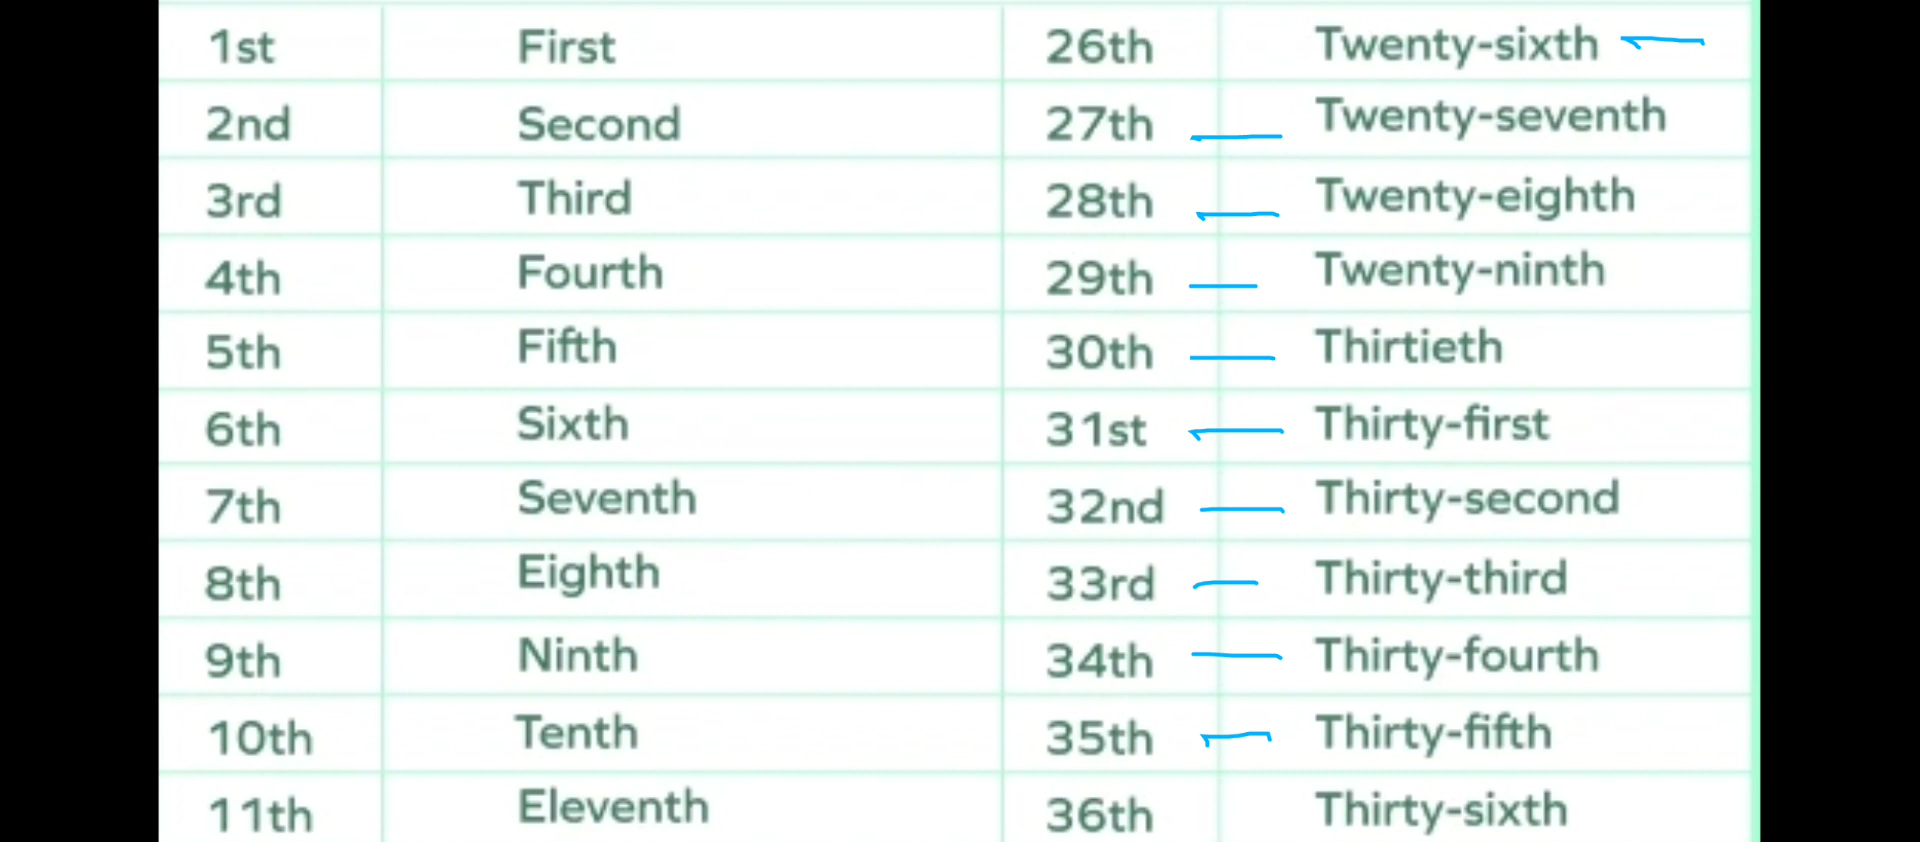 1st First 26th Twenty-sixth
2nd Second 27th Twenty-seventh
3rd Third 28th Twenty-eighth
4th Fourth 29th Twenty-ninth
5th Fifth 30th Thirtieth
6th Sixth 31st Thirty-first
7th Seventh 32nd Thirty-second
8th Eighth 33rd Thirty-third
9th Ninth 34th Thirty-fourth
10th Tenth 35th Thirty-fifth
11th Eleventh 36th Thirty-sixth